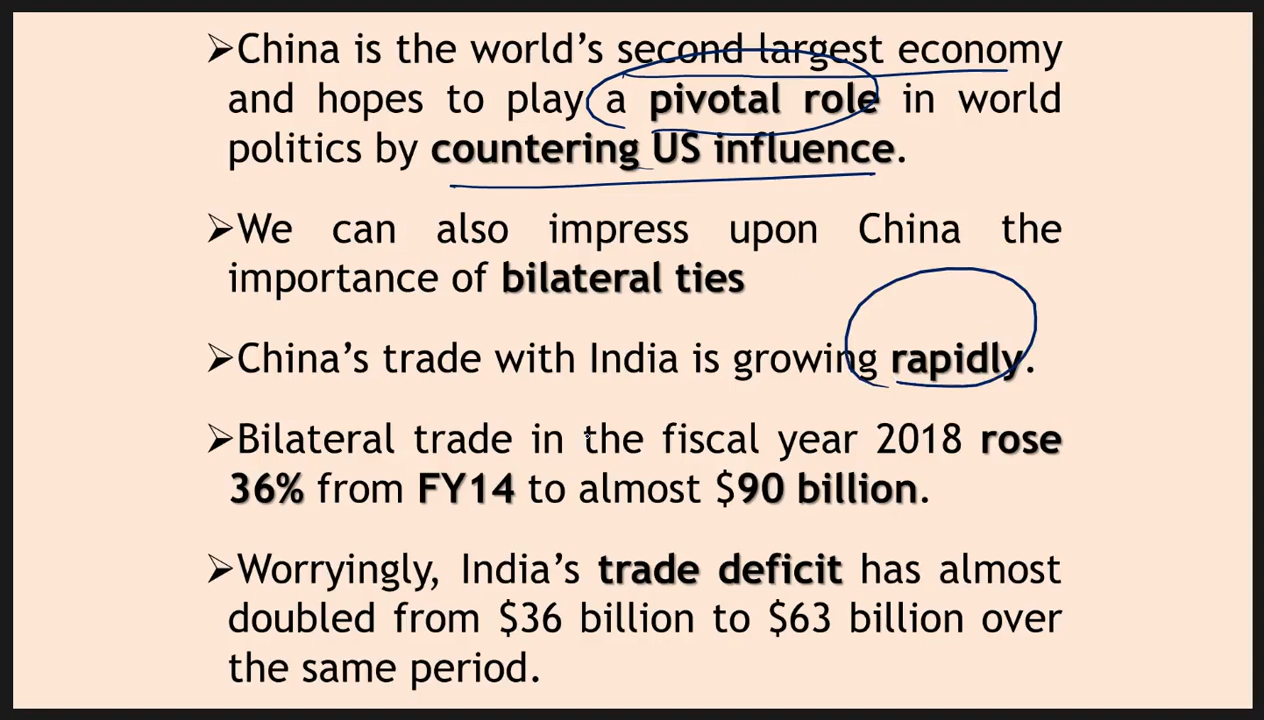 ➢China is the world’s second largest economy
and hopes to play a pivotal role in world
politics by countering US influence.
➢We can also impress upon China the
importance of bilateral ties
➢China’s trade with India is growing rapidly.
➢Bilateral trade in the fiscal year 2018 rose
36% from FY14 to almost $90 billion.
➢Worryingly, India’s trade deficit has almost
doubled from $36 billion to $63 billion over
the same period.